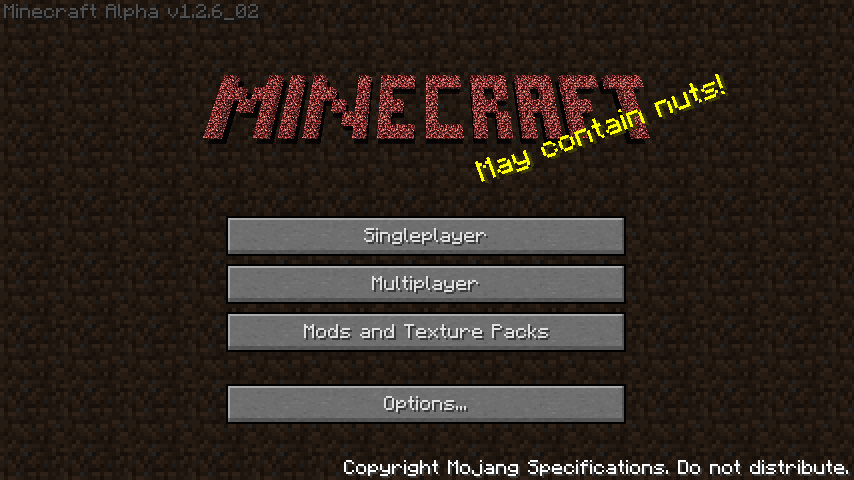 Minecraft Alpha v1.2.6_02
MINECRAFT
May contain nuts!
Singleplayer
Multiplayer
Mods and Texture Packs
Options...
Copyright Mojang Specifications. Do not distribute.